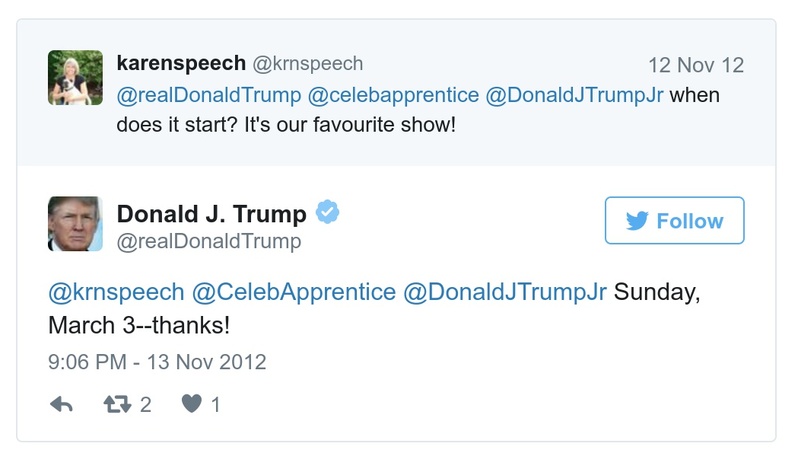 karenspeech @krnspeech 12 Nov 12
@realDonaldTrump @celebapprentice @DonaldJTrumpJr when
does it start? It's our favourite show!
Donald J. Trump
Follow
@realDonaldTrump
@krnspeech @CelebApprentice @DonaldJTrumpJr Sunday,
March 3--thanks!
9:06 PM - 13 Nov 2012
2 1